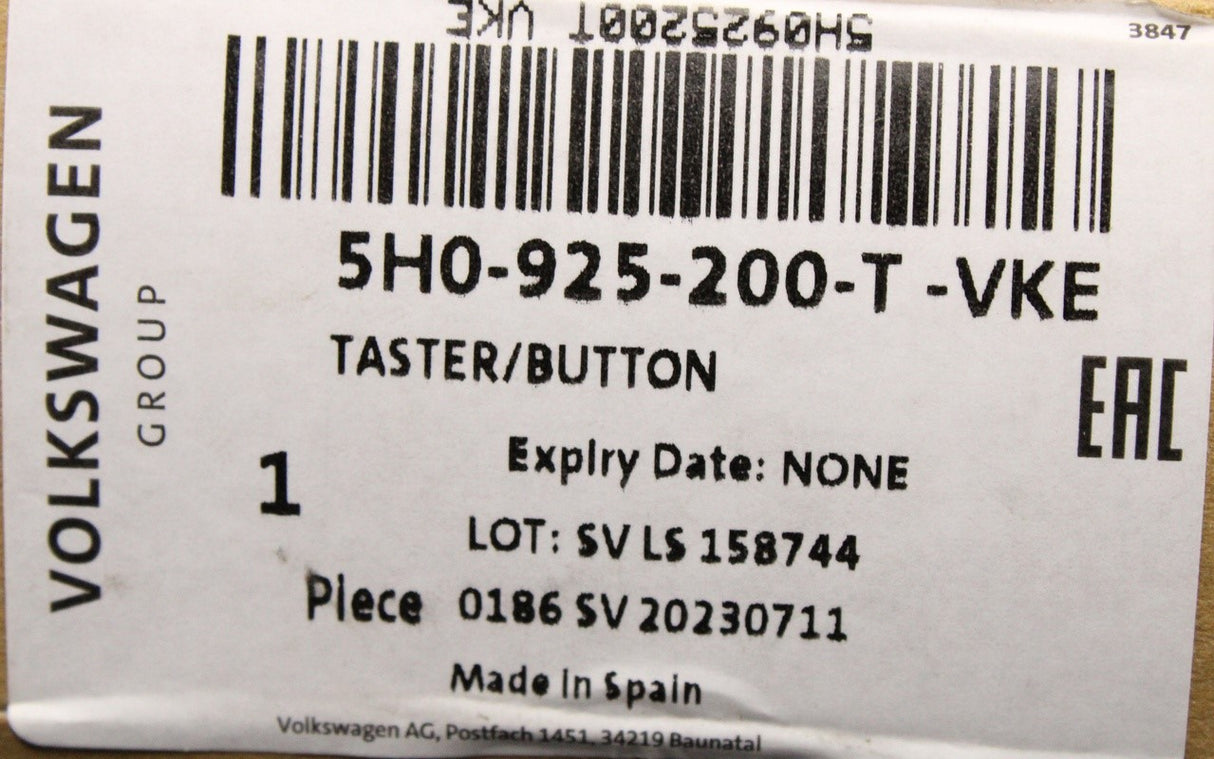 5H0925200T VKE
3847
VOLKSWAGEN
GROUP
5H0-925-200-T -VKE
TASTER/BUTTON
EAC
Expiry Date: NONE
1
LOT: SV LS 158744
Piece 0186 SV 20230711
Made in Spain
Volkswagen AG, Postfach 1451, 34219 Baunatal